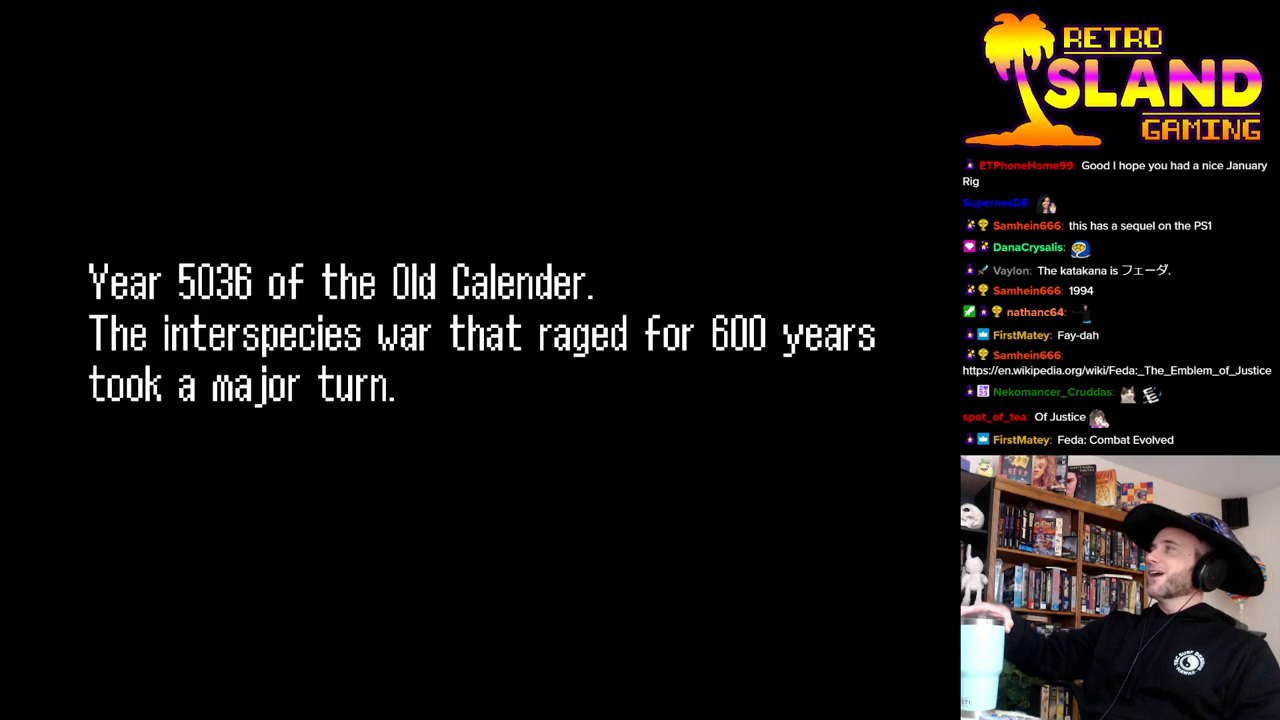 Year 5036 of the Old Calender.
The interspecies war that raged for 600 years
took a major turn.
RETRO
ISLAND
GAMING
ETPhoneHome99: Good I hope you had a nice January
Rig
SupernesDE
Samhein666: this has a sequel on the PS1
DanaCrysalis:
Vaylon: The katakana is フェーダ.
Samhein666: 1994
nathanc64:
FirstMatey: Fay-dah
Samhein666:
https://en.wikipedia.org/wiki/Feda:_The_Emblem_of_Justice
Nekomancer_Cruddas:
spot_of_tea: Of Justice
FirstMatey: Feda: Combat Evolved